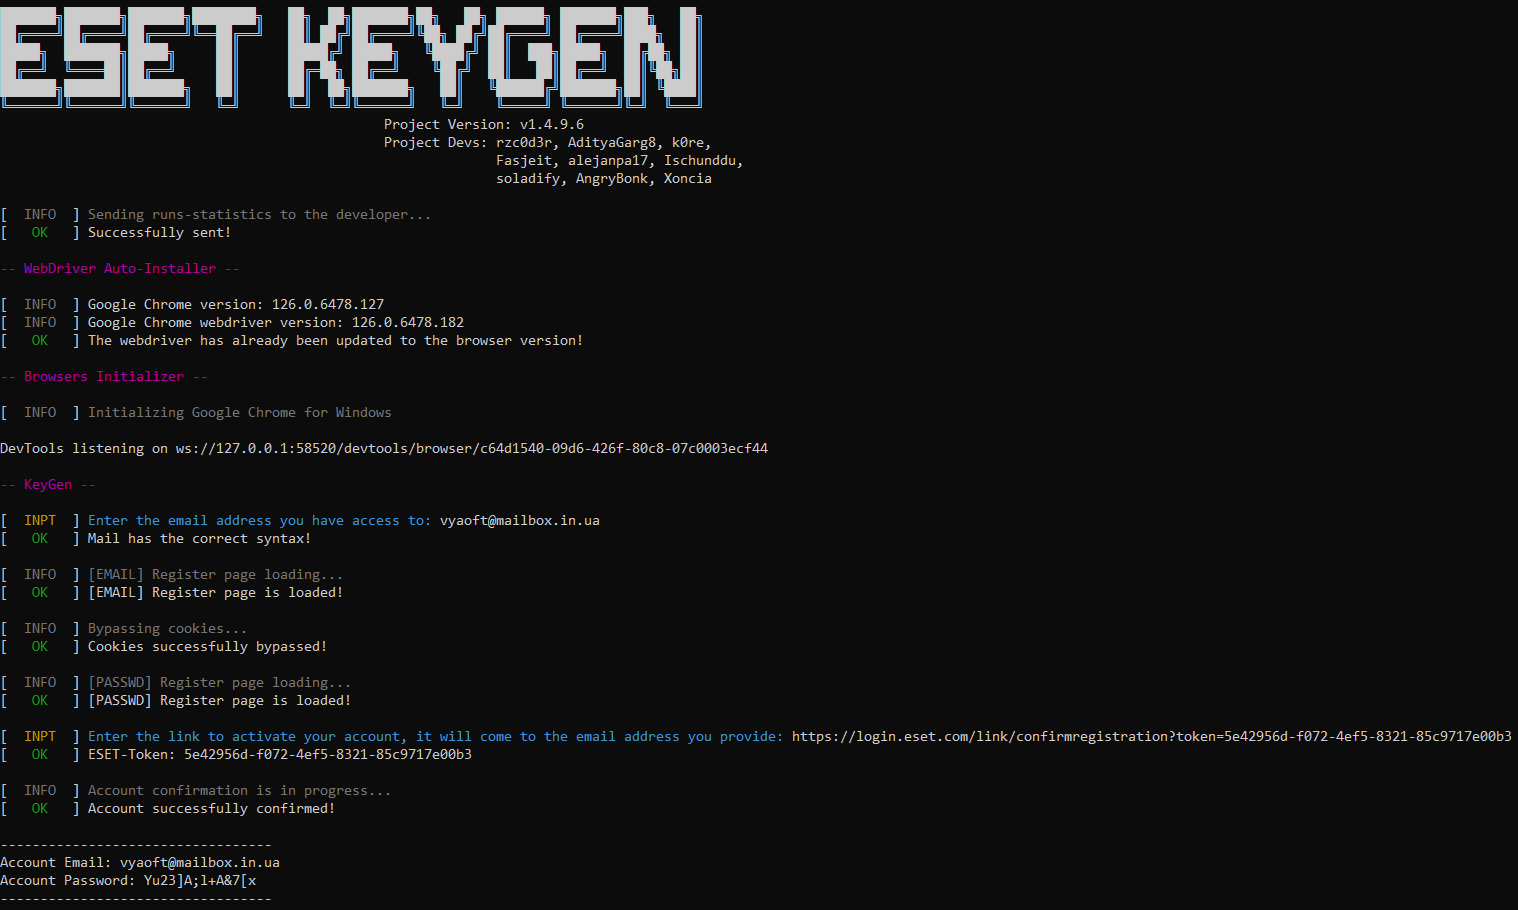 ESET KEYGEN
Project Version: v1.4.9.6
Project Devs: rzc0d3r, AdityaGarg8, k0re,
Fasjeit, alejanpa17, Ischunddu,
soladify, AngryBonk, Xoncia
[  INFO  ] Sending runs-statistics to the developer...
[   OK   ] Successfully sent!
-- WebDriver Auto-Installer --
[  INFO  ] Google Chrome version: 126.0.6478.127
[  INFO  ] Google Chrome webdriver version: 126.0.6478.182
[   OK   ] The webdriver has already been updated to the browser version!
-- Browsers Initializer --
[  INFO  ] Initializing Google Chrome for Windows
DevTools listening on ws://127.0.0.1:58520/devtools/browser/c64d1540-09d6-426f-80c8-07c0003ecf44
-- KeyGen --
[  INPT  ] Enter the email address you have access to: vyaoft@mailbox.in.ua
[   OK   ] Mail has the correct syntax!
[  INFO  ] [EMAIL] Register page loading...
[   OK   ] [EMAIL] Register page is loaded!
[  INFO  ] Bypassing cookies...
[   OK   ] Cookies successfully bypassed!
[  INFO  ] [PASSWD] Register page loading...
[   OK   ] [PASSWD] Register page is loaded!
[  INPT  ] Enter the link to activate your account, it will come to the email address you provide: https://login.eset.com/link/confirmregistration?token=5e42956d-f072-4ef5-8321-85c9717e00b3
[   OK   ] ESET-Token: 5e42956d-f072-4ef5-8321-85c9717e00b3
[  INFO  ] Account confirmation is in progress...
[   OK   ] Account successfully confirmed!
----------------------------------
Account Email: vyaoft@mailbox.in.ua
Account Password: Yu23]A;l+A&7[x
----------------------------------